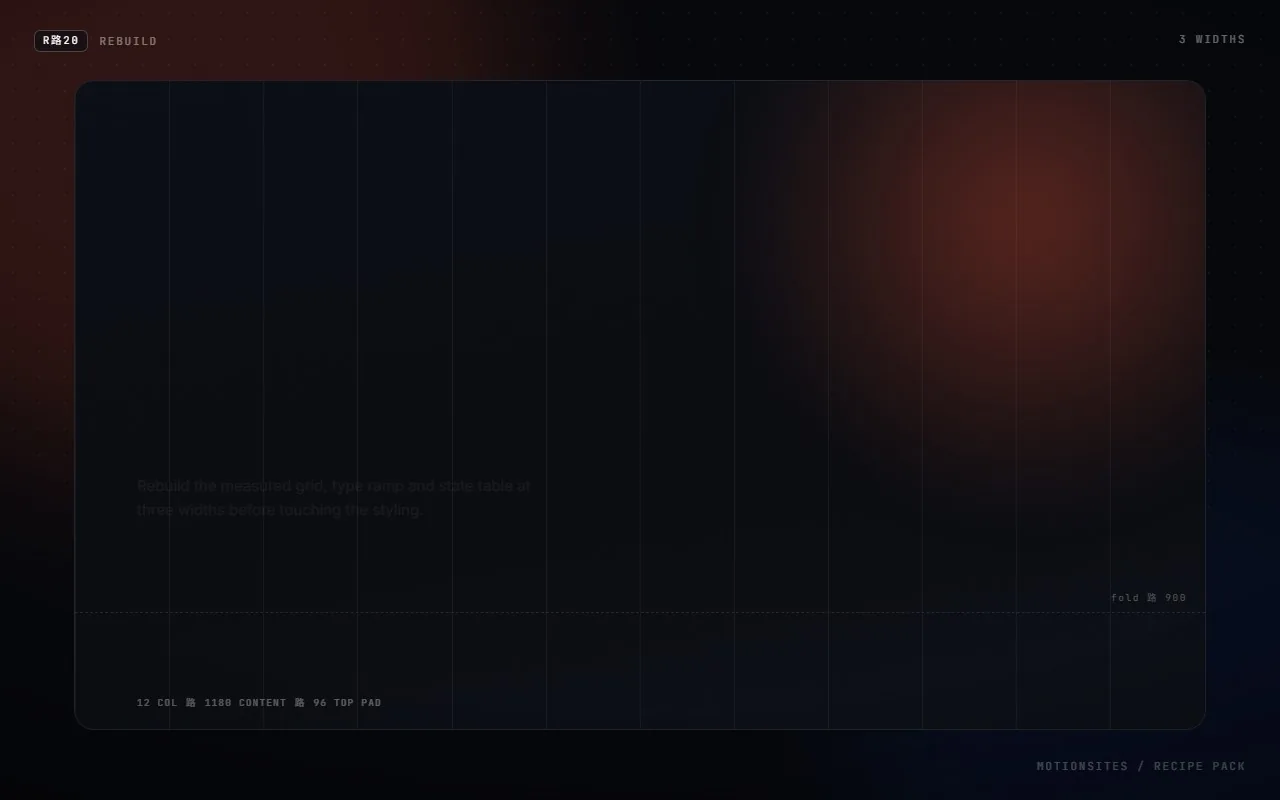 R路20 REBUILD
3 WIDTHS
Rebuild the measured grid, type ramp and state table at
three widths before touching the styling.
fold 路 900
12 COL 路 1180 CONTENT 路 96 TOP PAD
MOTIONSITES / RECIPE PACK